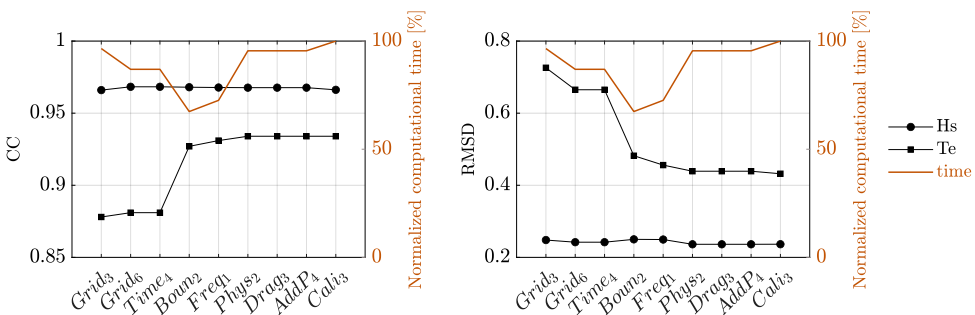 1
0.95
0.9
0.85
CC
100
50
0
Normalized computational time [%]
Grid3
Grid6
Time4
Boun2
Freq1
Phys2
Drag3
AddP4
Cali3
0.8
0.6
0.4
0.2
RMSD
100
50
0
Normalized computational time [%]
Grid3
Grid6
Time4
Boun2
Freq1
Phys2
Drag3
AddP4
Cali3
Hs
Te
time